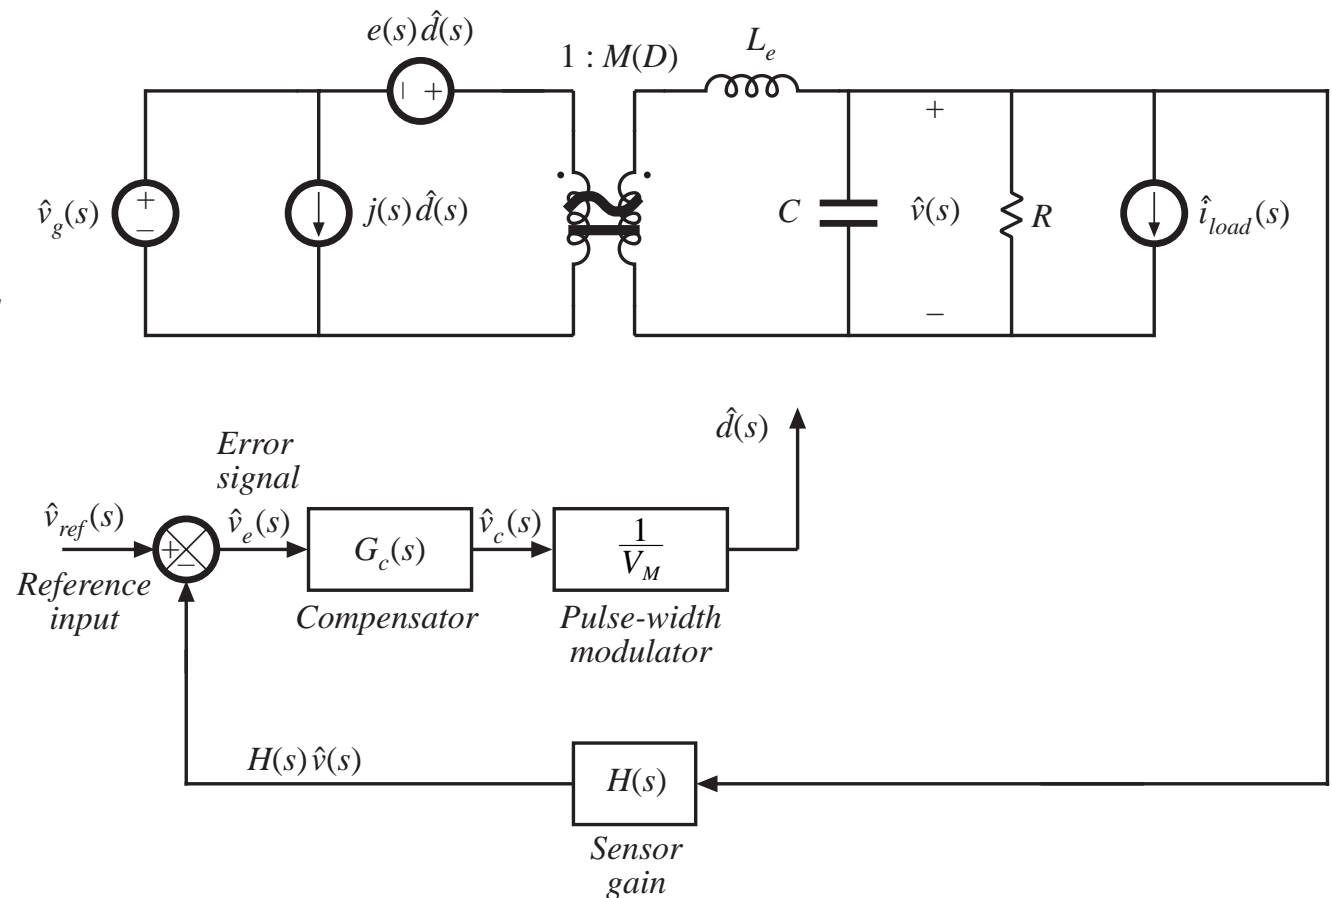 e(s) d̂(s)
1 : M(D)
L_e
+
– +
+
–
v̂_g(s)
j(s) d̂(s)
C
v̂(s)
R
î_load(s)
–
d̂(s)
Error
signal
v̂_ref(s)
v̂_e(s)
v̂_c(s)
+
–
G_c(s)
1
V_M
Reference
input
Compensator
Pulse-width
modulator
H(s) v̂(s)
H(s)
Sensor
gain